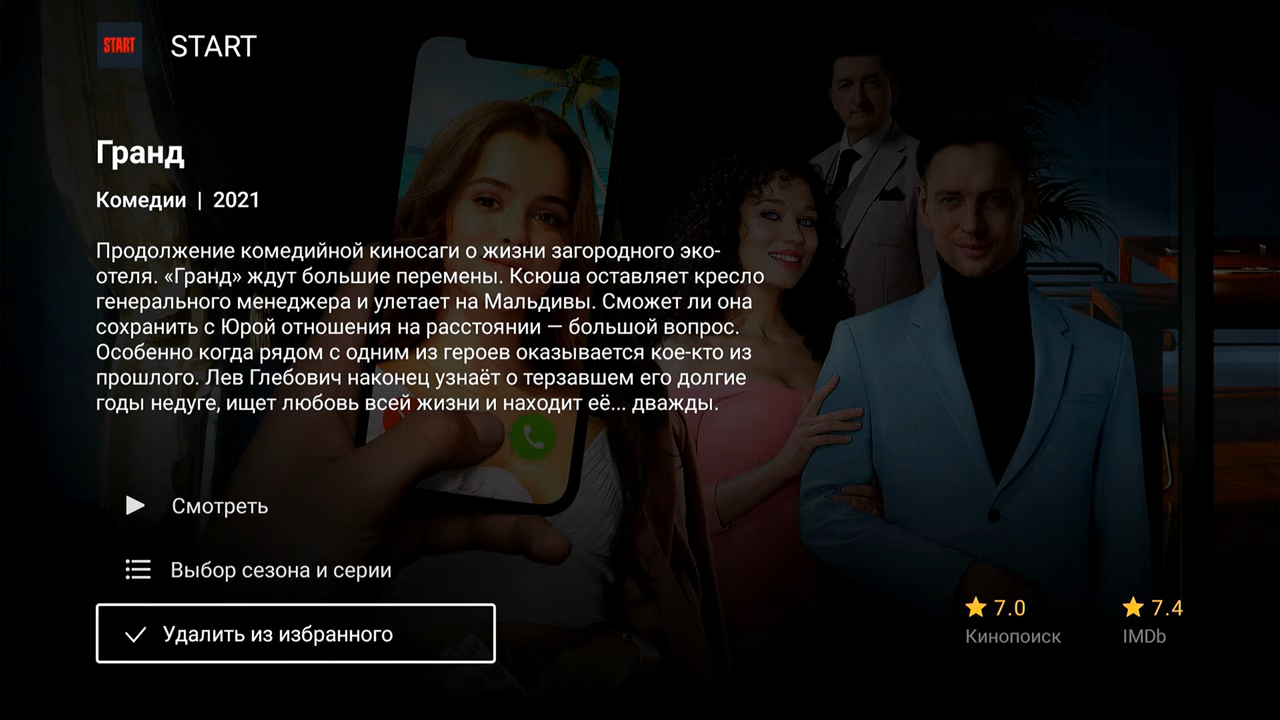 START START
Гранд
Комедии | 2021
Продолжение комедийной киносаги о жизни загородного эко-
отеля. «Гранд» ждут большие перемены. Ксюша оставляет кресло
генерального менеджера и улетает на Мальдивы. Сможет ли она
сохранить с Юрой отношения на расстоянии — большой вопрос.
Особенно когда рядом с одним из героев оказывается кое-кто из
прошлого. Лев Глебович наконец узнаёт о терзавшем его долгие
годы недуге, ищет любовь всей жизни и находит её... дважды.
Смотреть
Выбор сезона и серии
Удалить из избранного
7.0 7.4
Кинопоиск IMDb